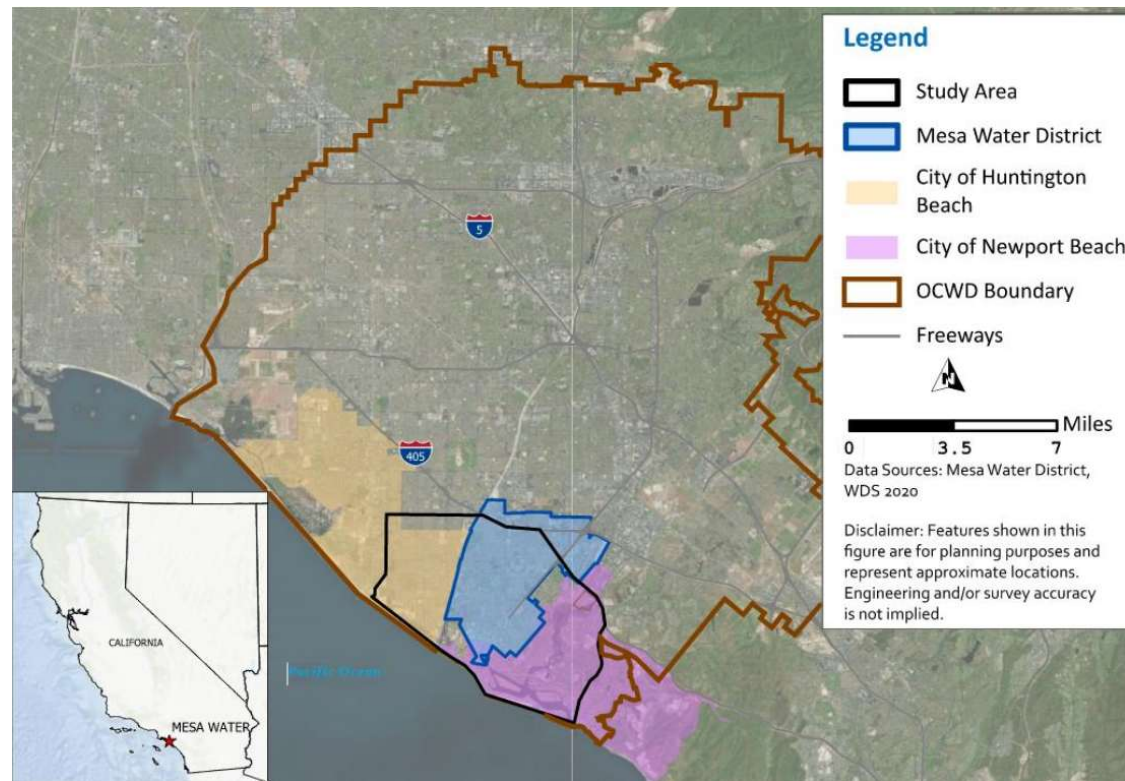 Legend
Study Area
Mesa Water District
City of Huntington
Beach
City of Newport Beach
OCWD Boundary
Freeways
N
Miles
0 3.5 7
Data Sources: Mesa Water District,
WDS 2020
Disclaimer: Features shown in this
figure are for planning purposes and
represent approximate locations.
Engineering and/or survey accuracy
is not implied.
5
405
Pacific Ocean
CALIFORNIA
MESA WATER